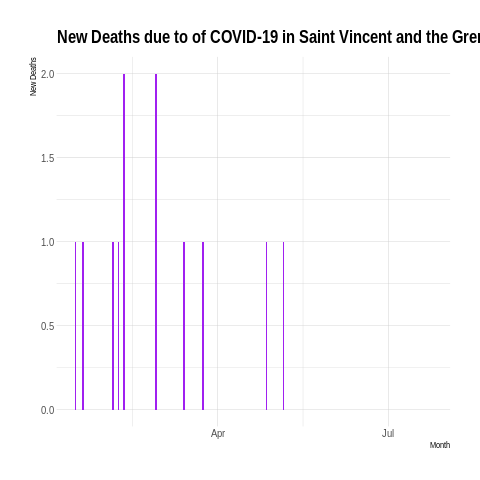 New Deaths due to of COVID-19 in Saint Vincent and the Gren
New Deaths
2.0
1.5
1.0
0.5
0.0
Apr
Jul
Month